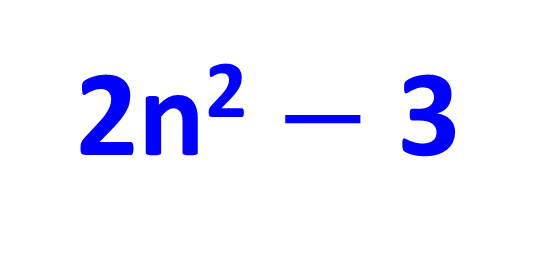 2n² – 3